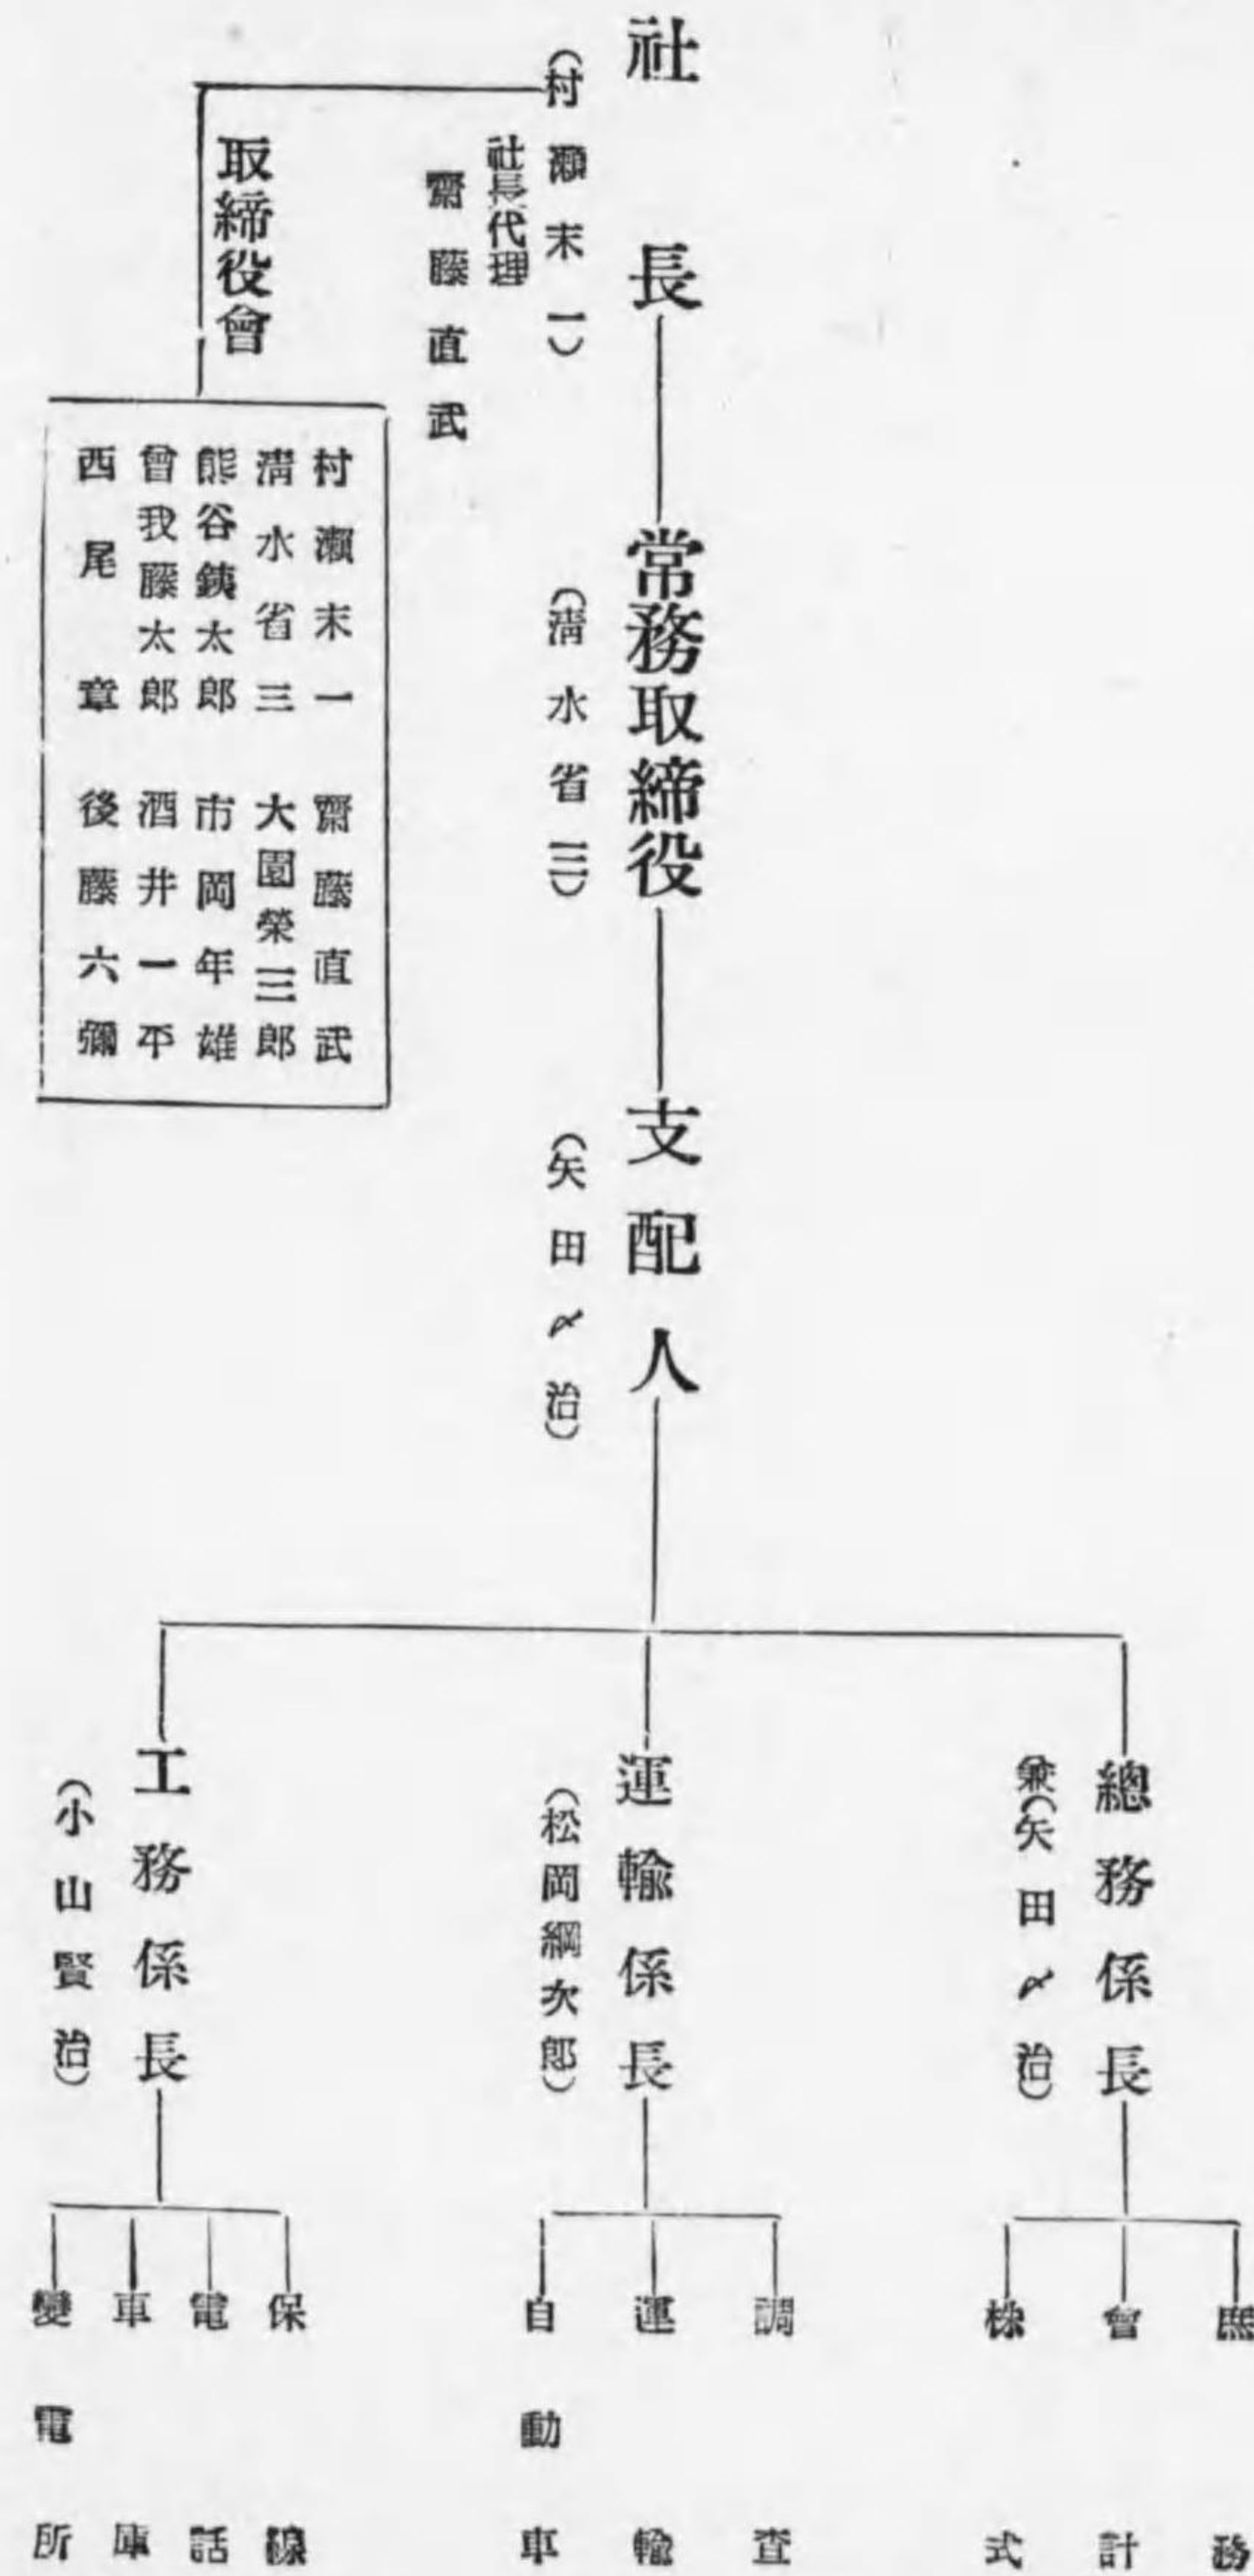 社長
（村瀨末一）
社長代理
齋藤直武
取締役會
村瀨末一　齋藤直武
淸水省三　大園榮三郎
熊谷銕太郎　市岡年雄
曾我藤太郎　酒井一平
西尾章　後藤六彌
常務取締役
（淸水省三）
支配人
（矢田〆治）
總務係長
兼（矢田〆治）
庶務
會計
株式
運輸係長
（松岡綱次郎）
調査
運輸
自動車
工務係長
（小山賢治）
保線
電話
車庫
變電所